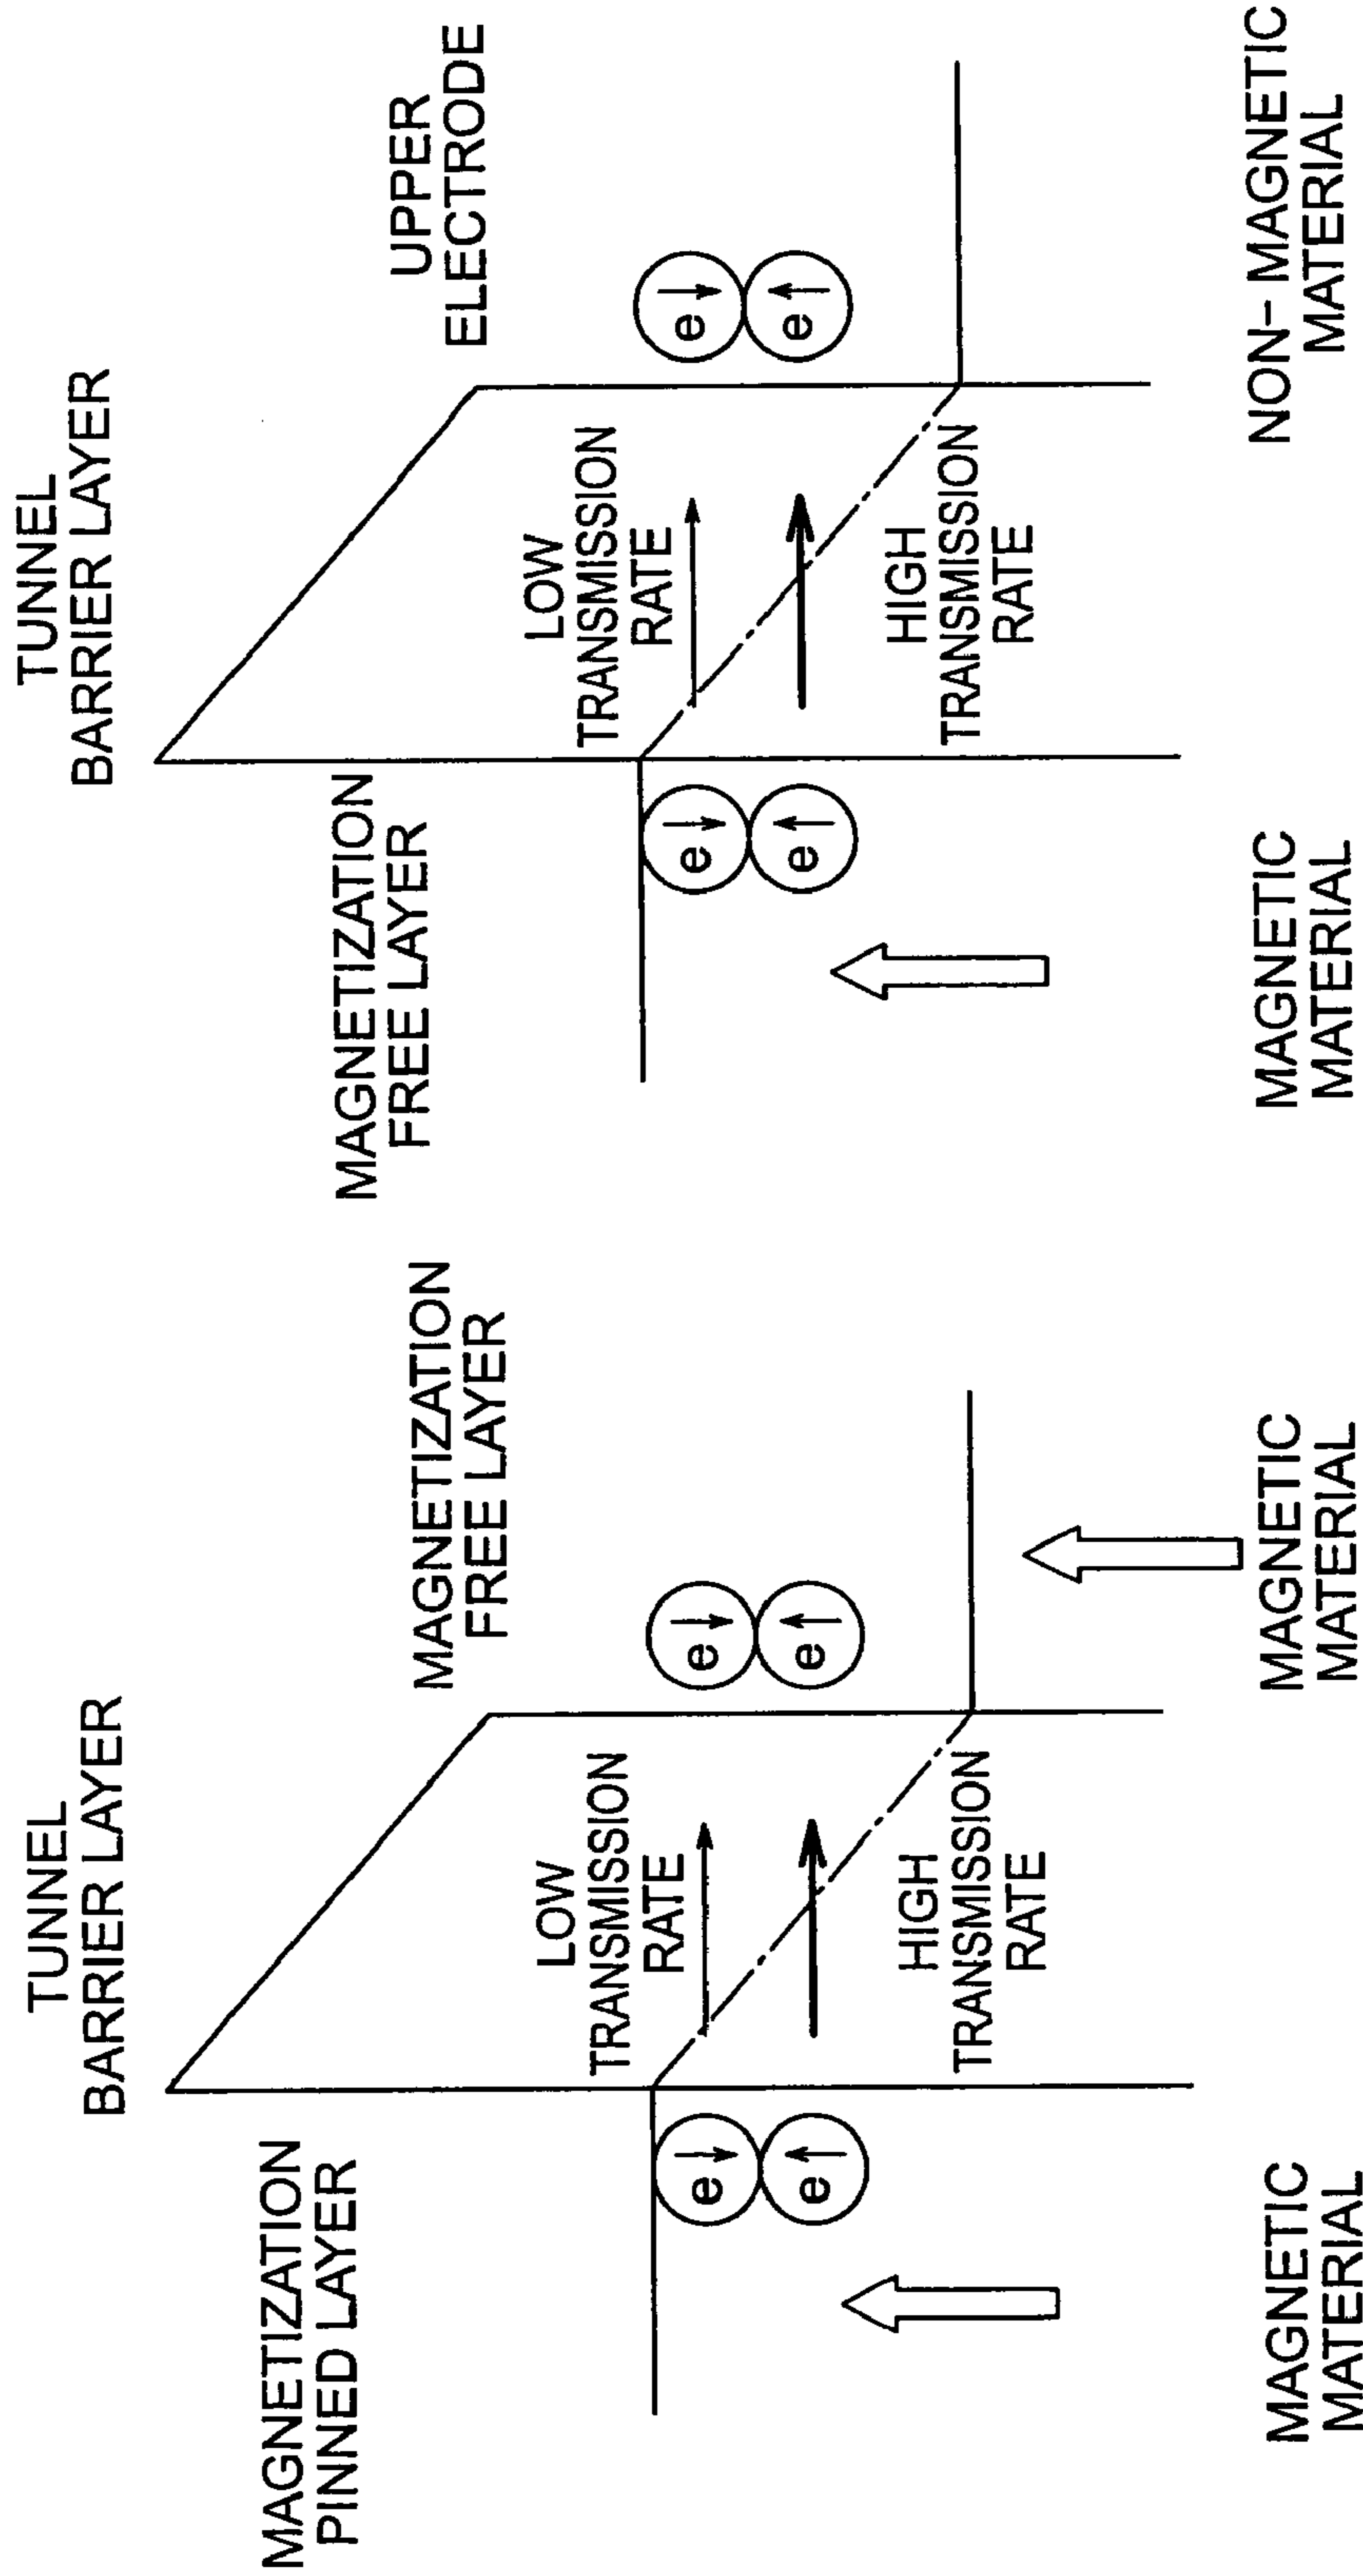 TUNNEL
BARRIER LAYER
MAGNETIZATION
PINNED LAYER
MAGNETIZATION
FREE LAYER
LOW
TRANSMISSION
RATE
e
e
e
e
HIGH
TRANSMISSION
RATE
MAGNETIC
MATERIAL
MAGNETIC
MATERIAL
TUNNEL
BARRIER LAYER
MAGNETIZATION
FREE LAYER
UPPER
ELECTRODE
LOW
TRANSMISSION
RATE
e
e
e
e
HIGH
TRANSMISSION
RATE
MAGNETIC
MATERIAL
NON-MAGNETIC
MATERIAL